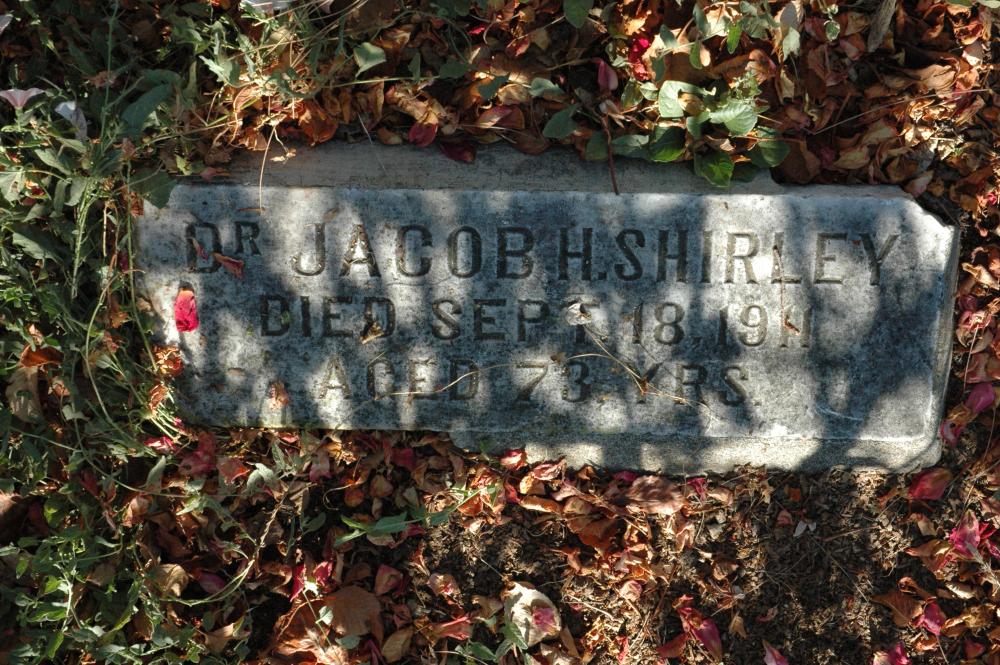 DR JACOB H. SHIRLEY
DIED SEPT. 18, 1911
AGED 73 YRS.